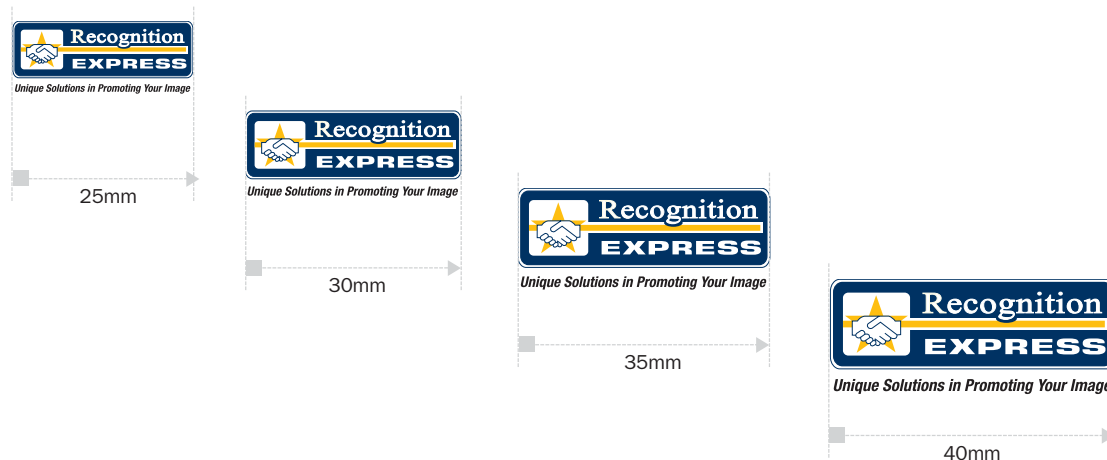 Recognition
EXPRESS
Unique Solutions in Promoting Your Image
25mm
Recognition
EXPRESS
Unique Solutions in Promoting Your Image
30mm
Recognition
EXPRESS
Unique Solutions in Promoting Your Image
35mm
Recognition
EXPRESS
Unique Solutions in Promoting Your Image
40mm